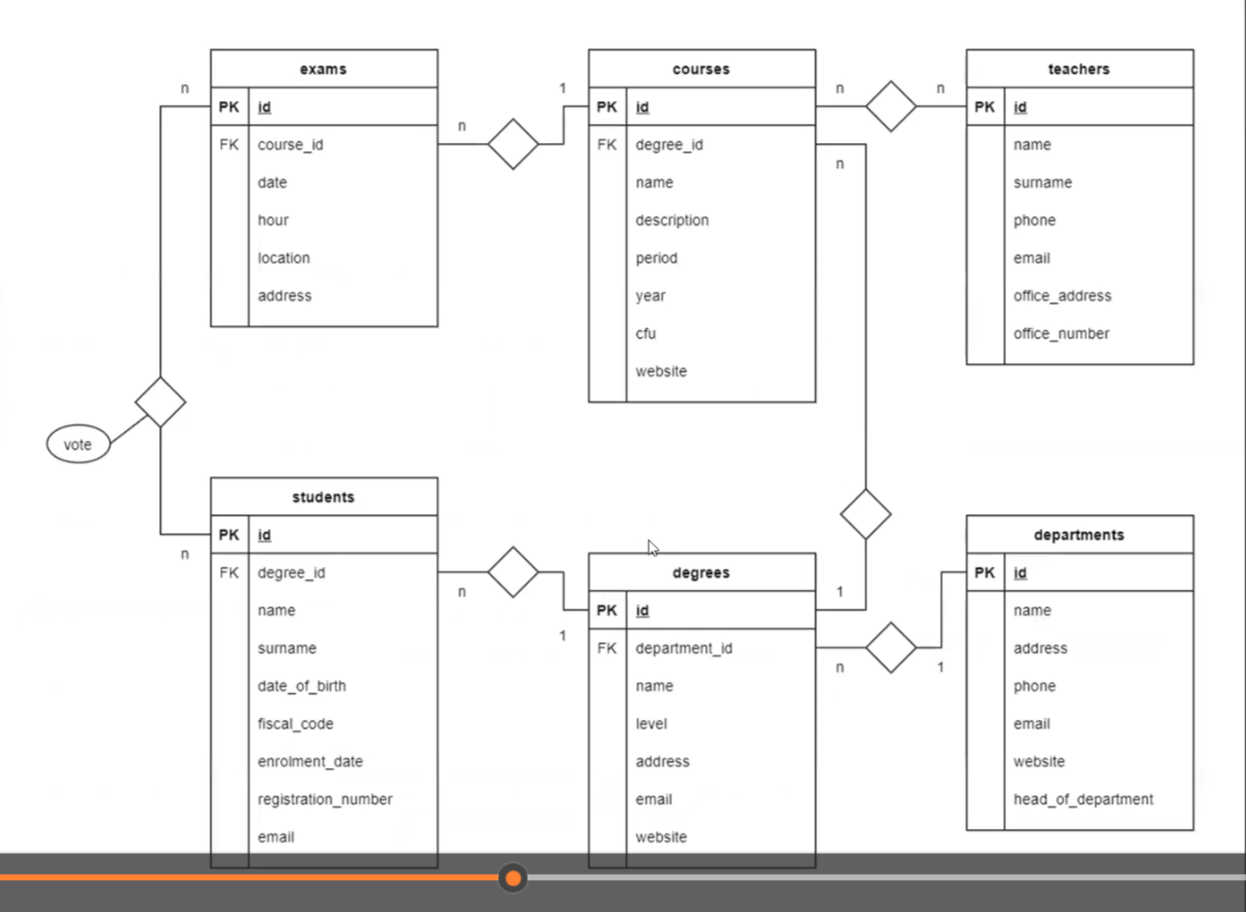 exams
n
PK id
FK course_id
date
hour
location
address
n
1
courses
PK id
FK degree_id
name
description
period
year
cfu
website
n
n
n
teachers
PK id
name
surname
phone
email
office_address
office_number
vote
students
PK id
n
FK degree_id
name
surname
date_of_birth
fiscal_code
enrolment_date
registration_number
email
n
1
degrees
PK id
FK department_id
name
level
address
email
website
1
n
1
departments
PK id
name
address
phone
email
website
head_of_department